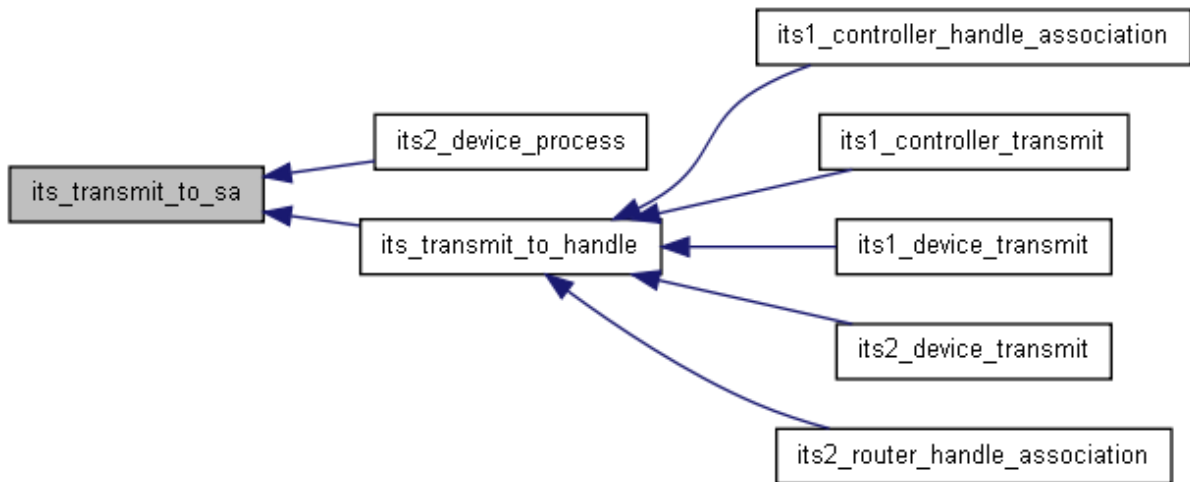 its1_controller_handle_association
its2_device_process
its1_controller_transmit
its_transmit_to_sa
its_transmit_to_handle
its1_device_transmit
its2_device_transmit
its2_router_handle_association